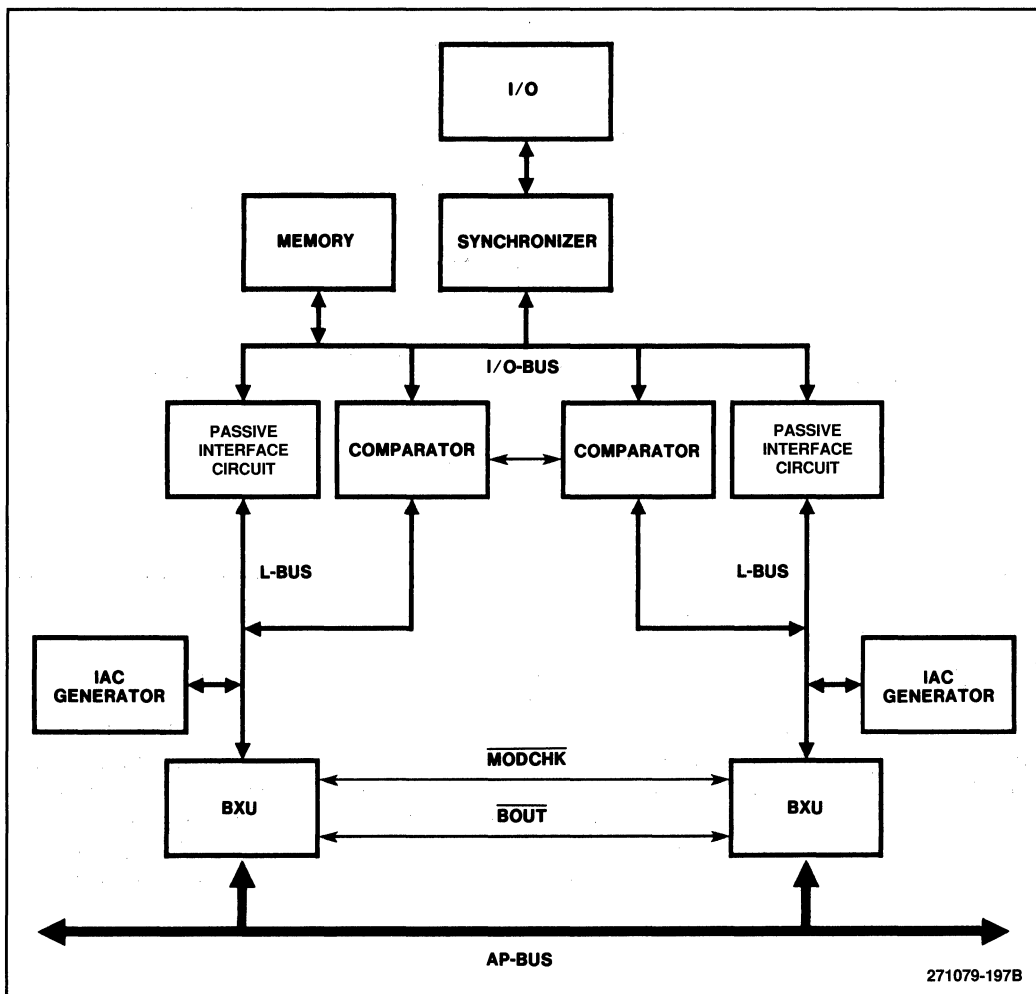 I/O
MEMORY
SYNCHRONIZER
I/O-BUS
PASSIVE
INTERFACE
CIRCUIT
COMPARATOR
COMPARATOR
PASSIVE
INTERFACE
CIRCUIT
L-BUS
L-BUS
IAC
GENERATOR
IAC
GENERATOR
MODCHK
BXU
BOUT
BXU
AP-BUS
271079-197B